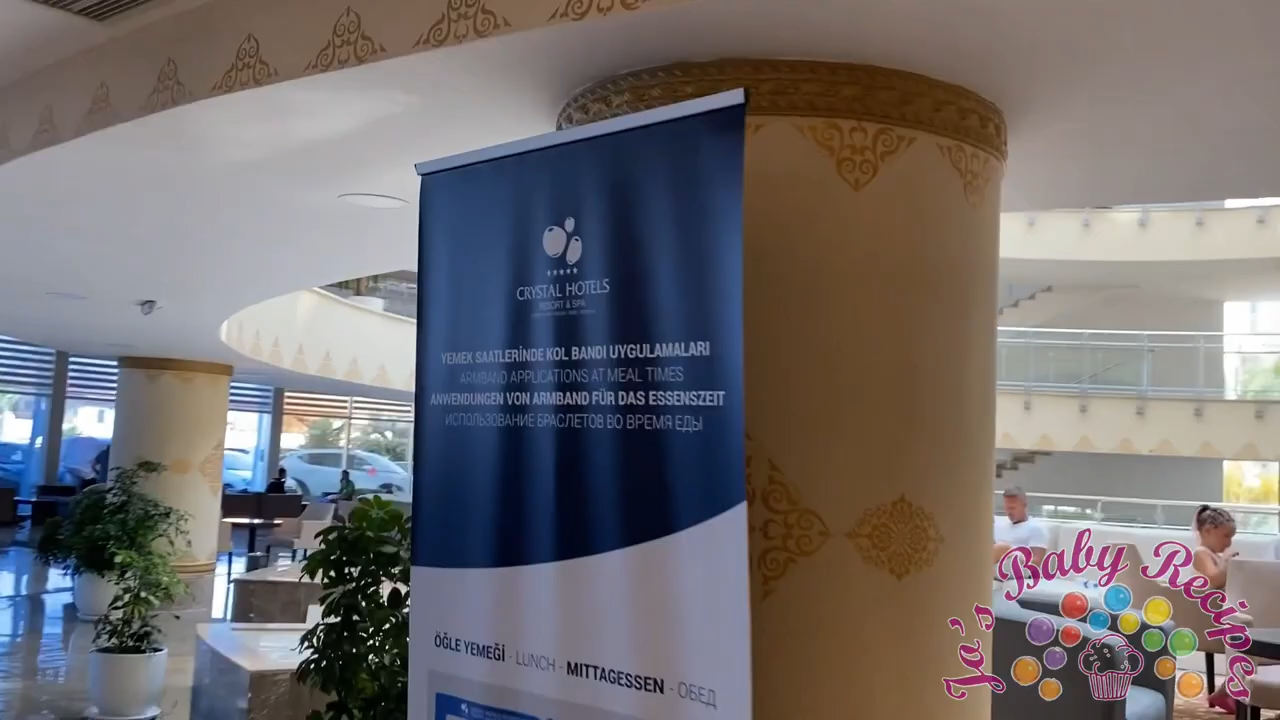 CRYSTAL HOTELS
RESORT & SPA
YEMEK SAATLERİNDE KOL BANDI UYGULAMALARI
ARMBAND APPLICATIONS AT MEAL TIMES
ANWENDUNGEN VON ARMBAND FÜR DAS ESSENSZEIT
ИСПОЛЬЗОВАНИЕ БРАСЛЕТОВ ВО ВРЕМЯ ЕДЫ
ÖĞLE YEMEĞİ - LUNCH - MITTAGESSEN - ОБЕД
Ja's Baby Recipes